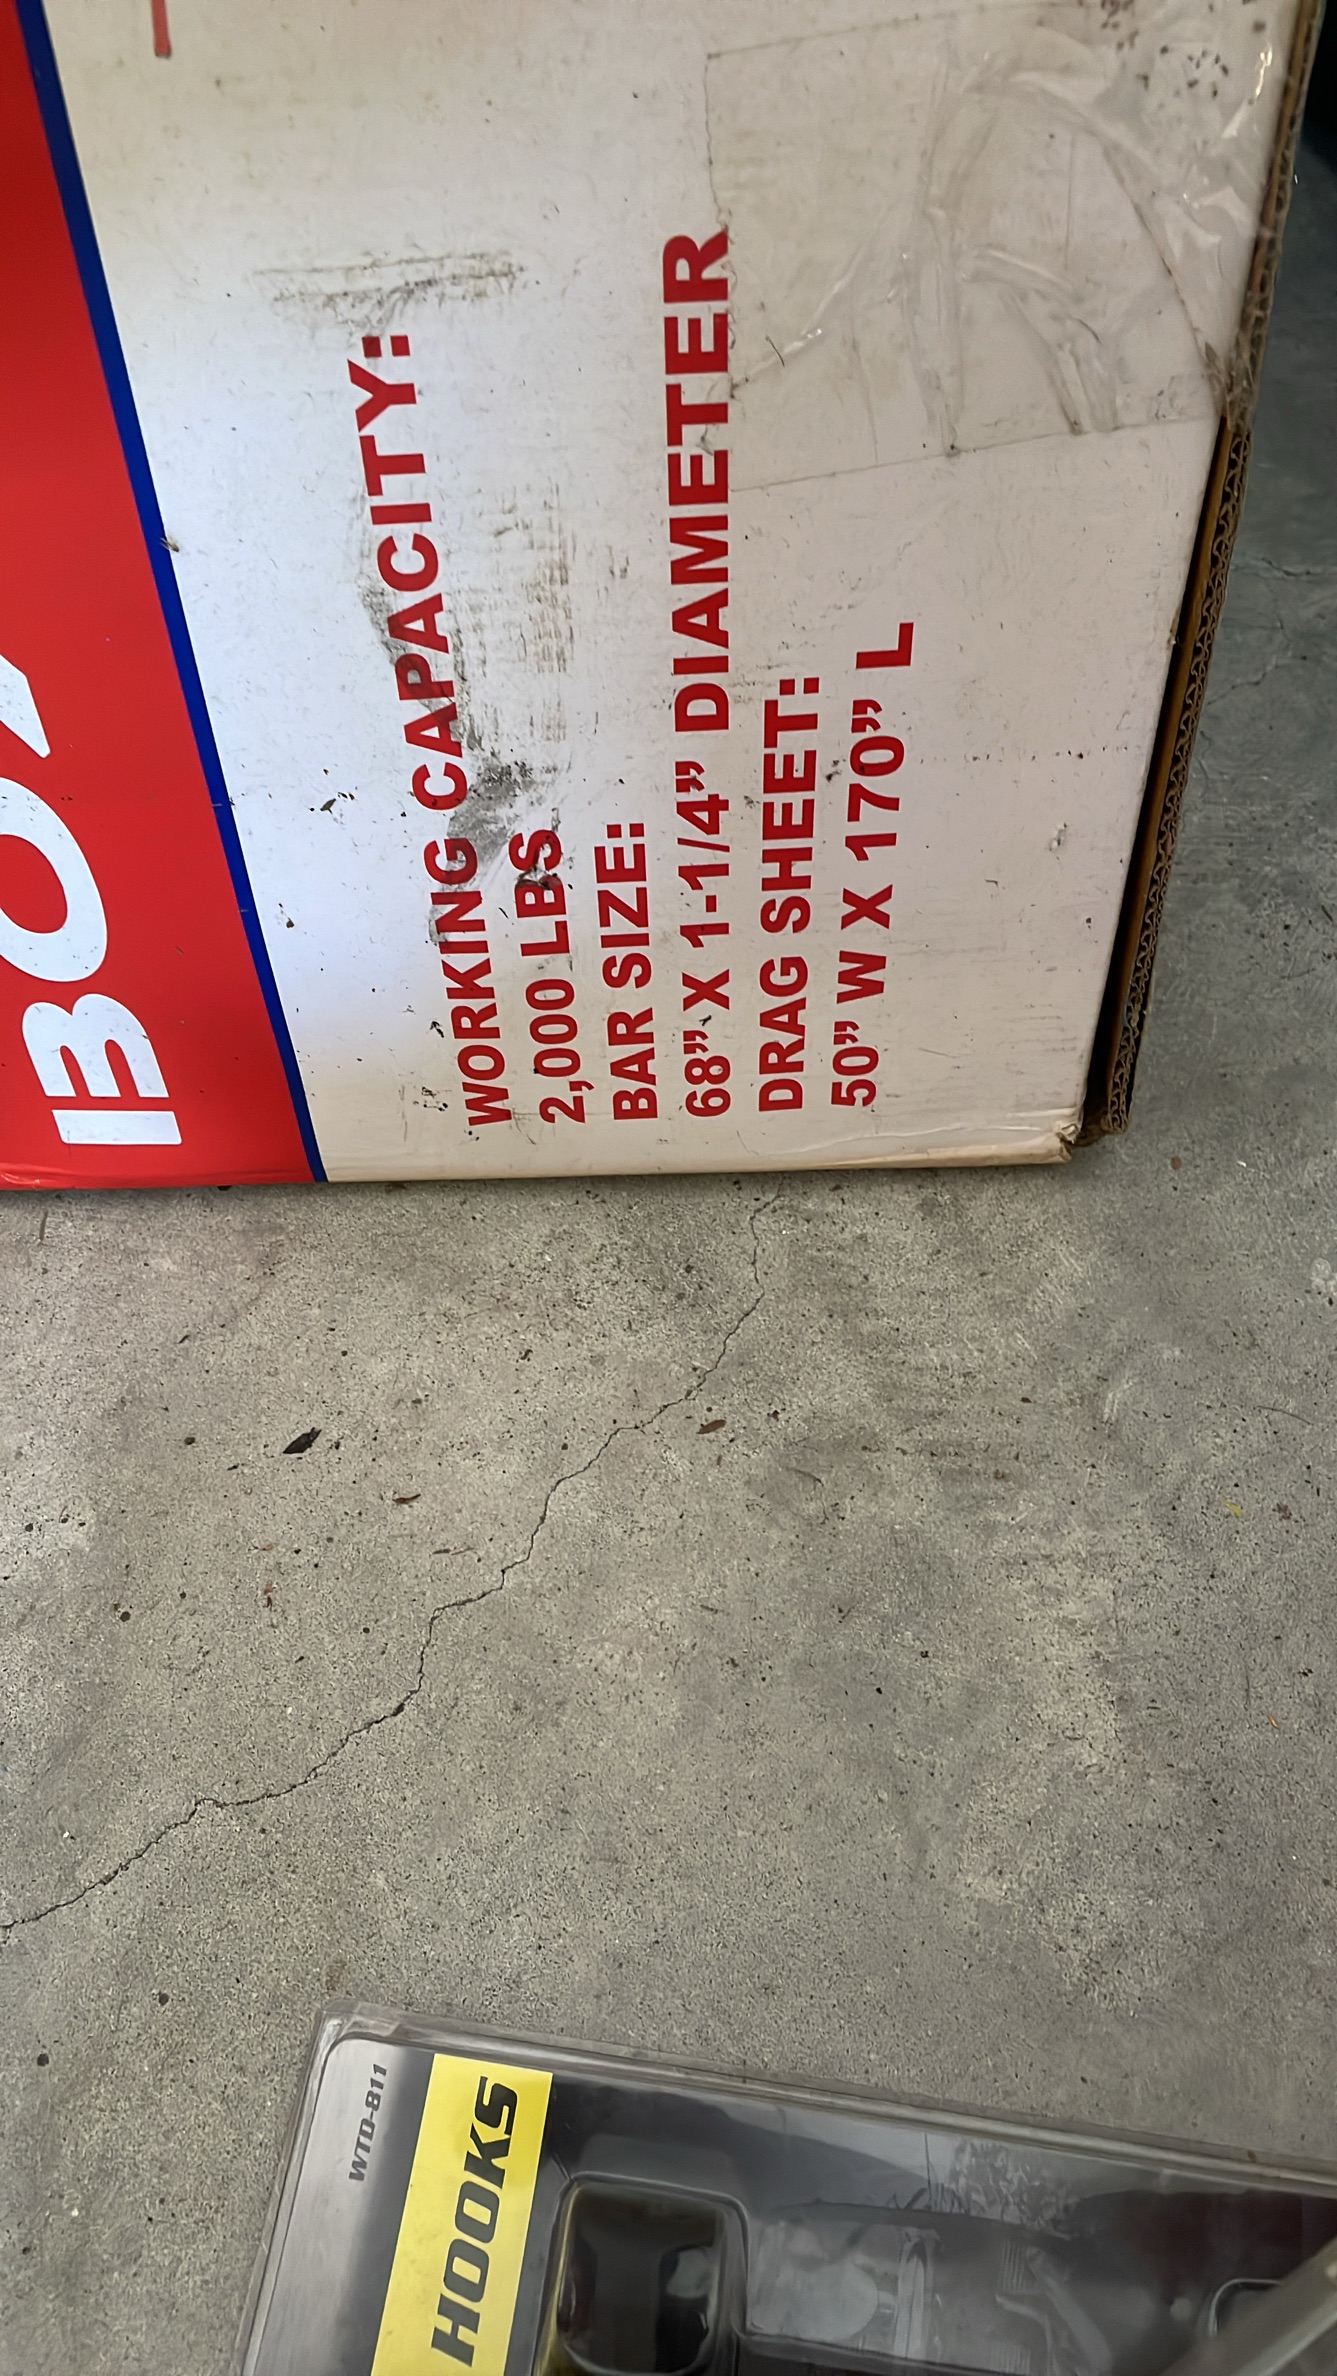 WORKING CAPACITY:
2,000 LBS
BAR SIZE:
68” X 1-1/4” DIAMETER
DRAG SHEET:
50” W X 170” L
WTD-811
HOOKS